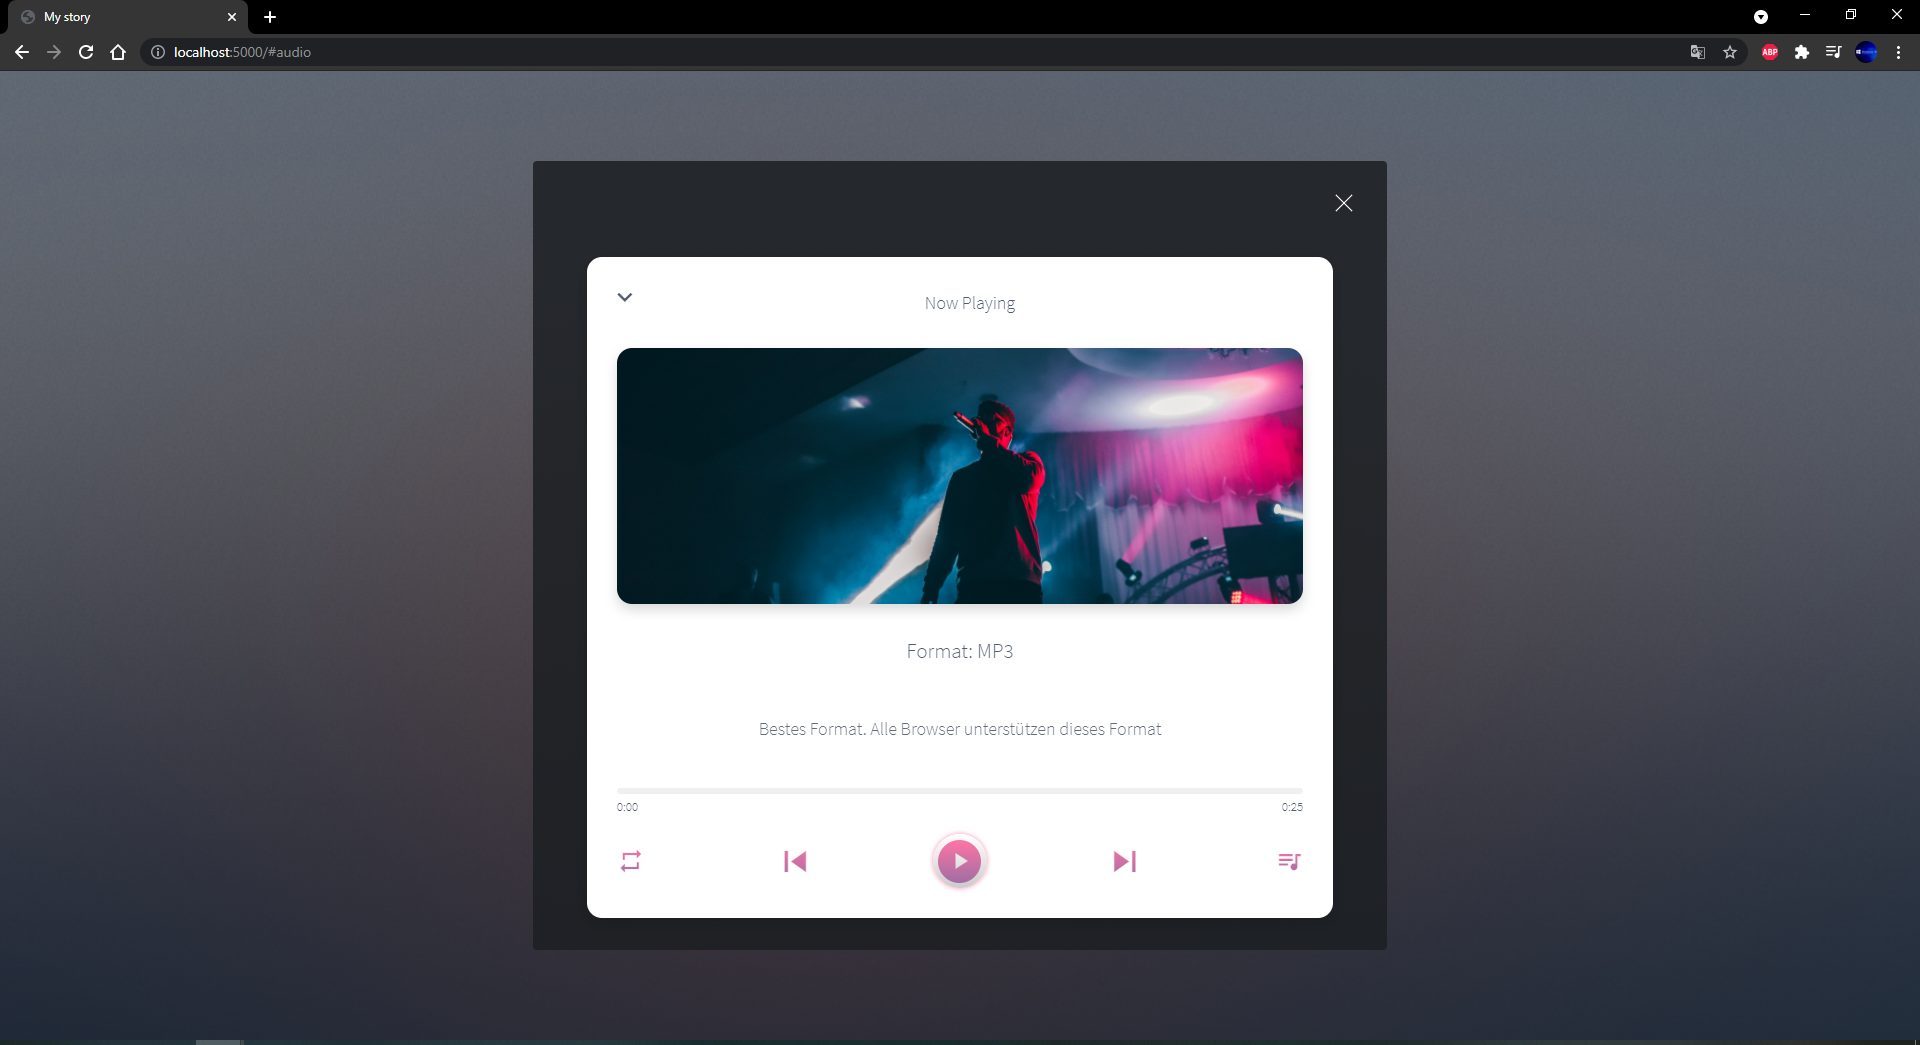 My story
localhost:5000/#audio
ABP
Now Playing
Format: MP3
Bestes Format. Alle Browser unterstützen dieses Format
0:00
0:25